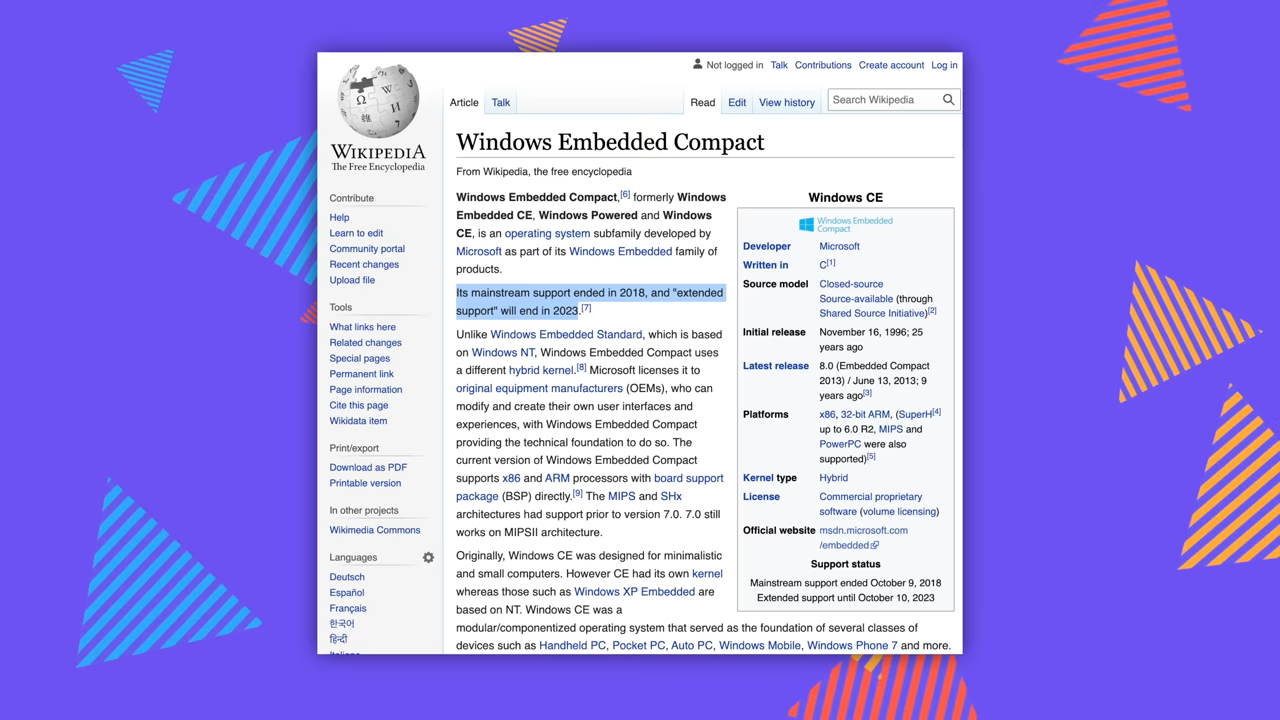 Not logged in Talk Contributions Create account Log in
Article Talk Read Edit View history Search Wikipedia
WIKIPEDIA
The Free Encyclopedia
Contribute
Help
Learn to edit
Community portal
Recent changes
Upload file
Tools
What links here
Related changes
Special pages
Permanent link
Page information
Cite this page
Wikidata item
Print/export
Download as PDF
Printable version
In other projects
Wikimedia Commons
Languages
Deutsch
Español
Français
한국어
हिन्दी
Windows Embedded Compact
From Wikipedia, the free encyclopedia
Windows Embedded Compact,[6] formerly Windows
Embedded CE, Windows Powered and Windows
CE, is an operating system subfamily developed by
Microsoft as part of its Windows Embedded family of
products.
Its mainstream support ended in 2018, and "extended
support" will end in 2023.[7]
Unlike Windows Embedded Standard, which is based
on Windows NT, Windows Embedded Compact uses
a different hybrid kernel.[8] Microsoft licenses it to
original equipment manufacturers (OEMs), who can
modify and create their own user interfaces and
experiences, with Windows Embedded Compact
providing the technical foundation to do so. The
current version of Windows Embedded Compact
supports x86 and ARM processors with board support
package (BSP) directly.[9] The MIPS and SHx
architectures had support prior to version 7.0. 7.0 still
works on MIPSII architecture.
Originally, Windows CE was designed for minimalistic
and small computers. However CE had its own kernel
whereas those such as Windows XP Embedded are
based on NT. Windows CE was a
modular/componentized operating system that served as the foundation of several classes of
devices such as Handheld PC, Pocket PC, Auto PC, Windows Mobile, Windows Phone 7 and more.
Windows CE
Windows Embedded
Compact
Developer Microsoft
Written in C[1]
Source model Closed-source
Source-available (through
Shared Source Initiative)[2]
Initial release November 16, 1996; 25
years ago
Latest release 8.0 (Embedded Compact
2013) / June 13, 2013; 9
years ago[3]
Platforms x86, 32-bit ARM, (SuperH[4]
up to 6.0 R2, MIPS and
PowerPC were also
supported)[5]
Kernel type Hybrid
License Commercial proprietary
software (volume licensing)
Official website msdn.microsoft.com
/embedded
Support status
Mainstream support ended October 9, 2018
Extended support until October 10, 2023